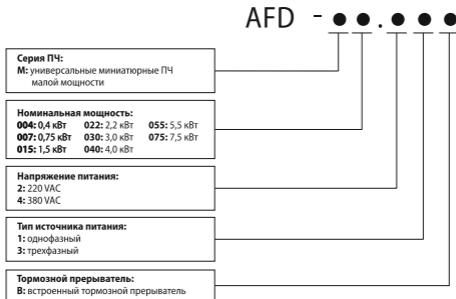 AFD - ● ● . ● ● ●
Серия ПЧ:
M: универсальные миниатюрные ПЧ
малой мощности
Номинальная мощность:
004: 0,4 кВт 022: 2,2 кВт 055: 5,5 кВт
007: 0,75 кВт 030: 3,0 кВт 075: 7,5 кВт
015: 1,5 кВт 040: 4,0 кВт
Напряжение питания:
2: 220 VAC
4: 380 VAC
Тип источника питания:
1: однофазный
3: трехфазный
Тормозной прерыватель:
B: встроенный тормозной прерыватель